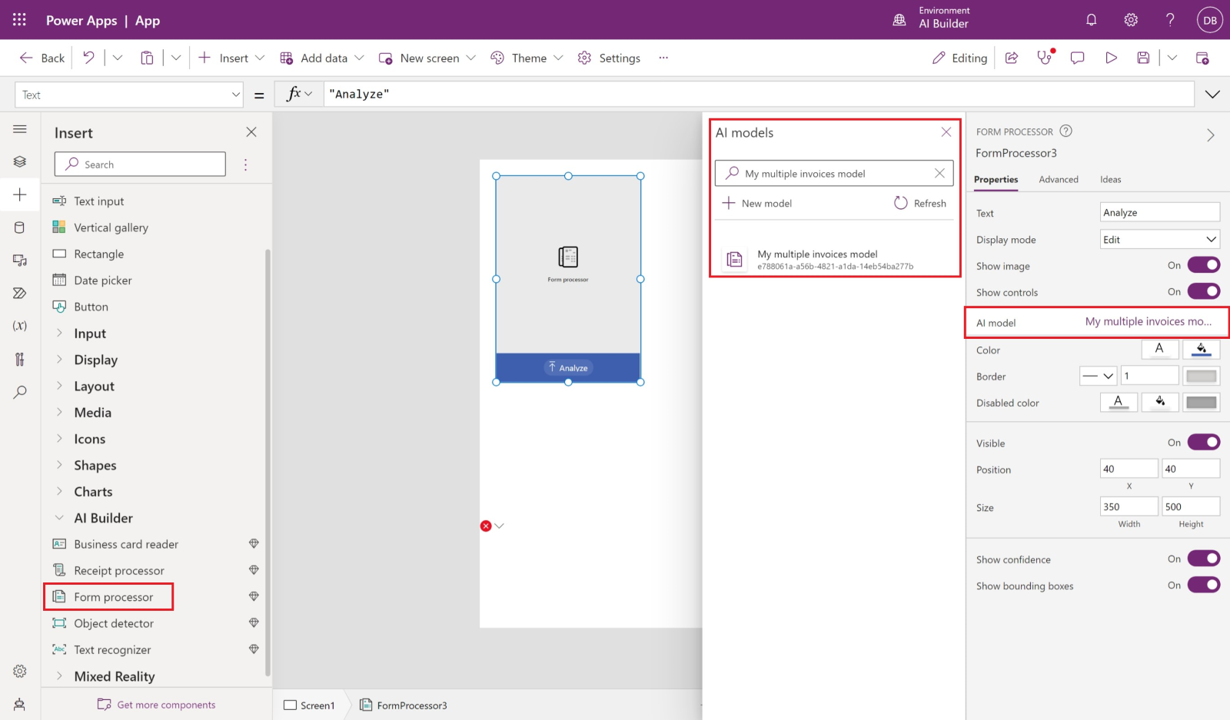 Power Apps | App
Environment
AI Builder
DB
Back
Insert
Add data
New screen
Theme
Settings
...
Editing
Text
=
fx
"Analyze"
Insert
Search
Text input
Vertical gallery
Rectangle
Date picker
Button
Input
Display
Layout
Media
Icons
Shapes
Charts
AI Builder
Business card reader
Receipt processor
Form processor
Object detector
Text recognizer
Mixed Reality
Get more components
Form processor
Analyze
Screen1
FormProcessor3
AI models
My multiple invoices model
New model
Refresh
My multiple invoices model
e788061a-a56b-4821-a1da-14eb54ba277b
FORM PROCESSOR
FormProcessor3
Properties
Advanced
Ideas
Text
Analyze
Display mode
Edit
Show image
On
Show controls
On
AI model
My multiple invoices mo...
Color
A
Border
1
Disabled color
A
Visible
On
Position
40
40
X
Y
Size
350
500
Width
Height
Show confidence
On
Show bounding boxes
On